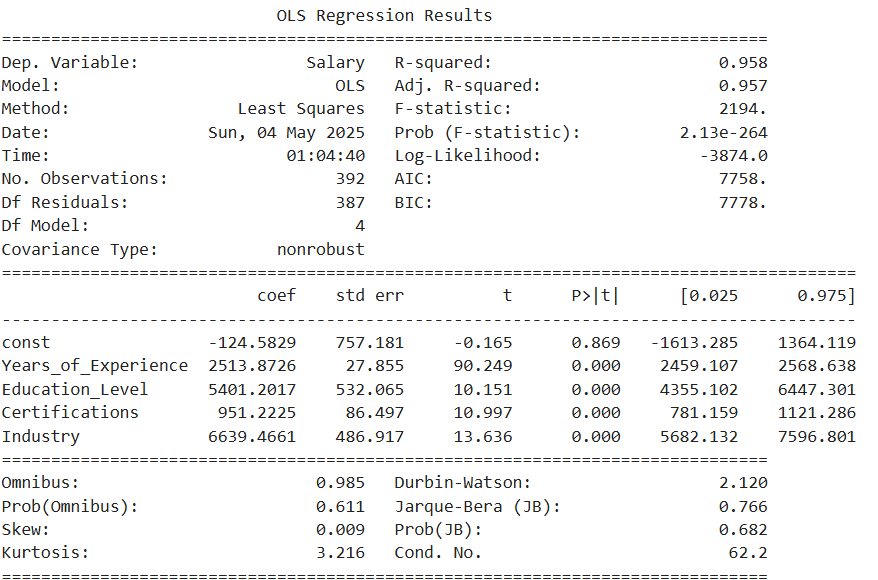 OLS Regression Results
==============================================================================
Dep. Variable:                 Salary   R-squared:                       0.958
Model:                            OLS   Adj. R-squared:                  0.957
Method:                 Least Squares   F-statistic:                     2194.
Date:                Sun, 04 May 2025   Prob (F-statistic):          2.13e-264
Time:                        01:04:40   Log-Likelihood:                -3874.0
No. Observations:                 392   AIC:                             7758.
Df Residuals:                     387   BIC:                             7778.
Df Model:                           4
Covariance Type:            nonrobust
=======================================================================================
                          coef    std err          t      P>|t|      [0.025      0.975]
---------------------------------------------------------------------------------------
const                -124.5829    757.181     -0.165      0.869   -1613.285    1364.119
Years_of_Experience  2513.8726     27.855     90.249      0.000    2459.107    2568.638
Education_Level      5401.2017    532.065     10.151      0.000    4355.102    6447.301
Certifications        951.2225     86.497     10.997      0.000     781.159    1121.286
Industry             6639.4661    486.917     13.636      0.000    5682.132    7596.801
==============================================================================
Omnibus:                        0.985   Durbin-Watson:                   2.120
Prob(Omnibus):                  0.611   Jarque-Bera (JB):                0.766
Skew:                           0.009   Prob(JB):                        0.682
Kurtosis:                       3.216   Cond. No.                         62.2
==============================================================================